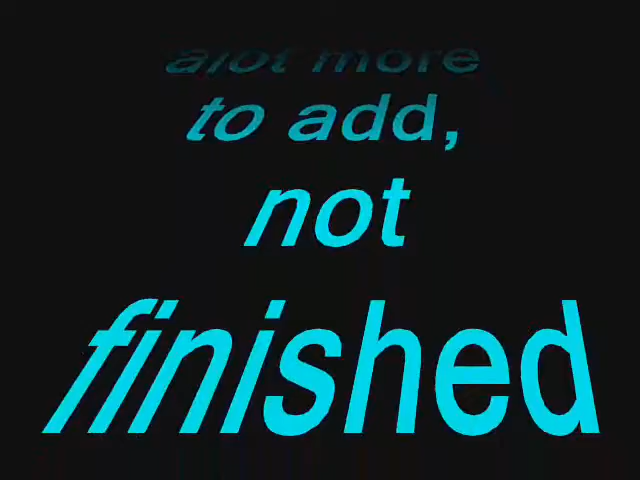 alot more
to add,
not
finished